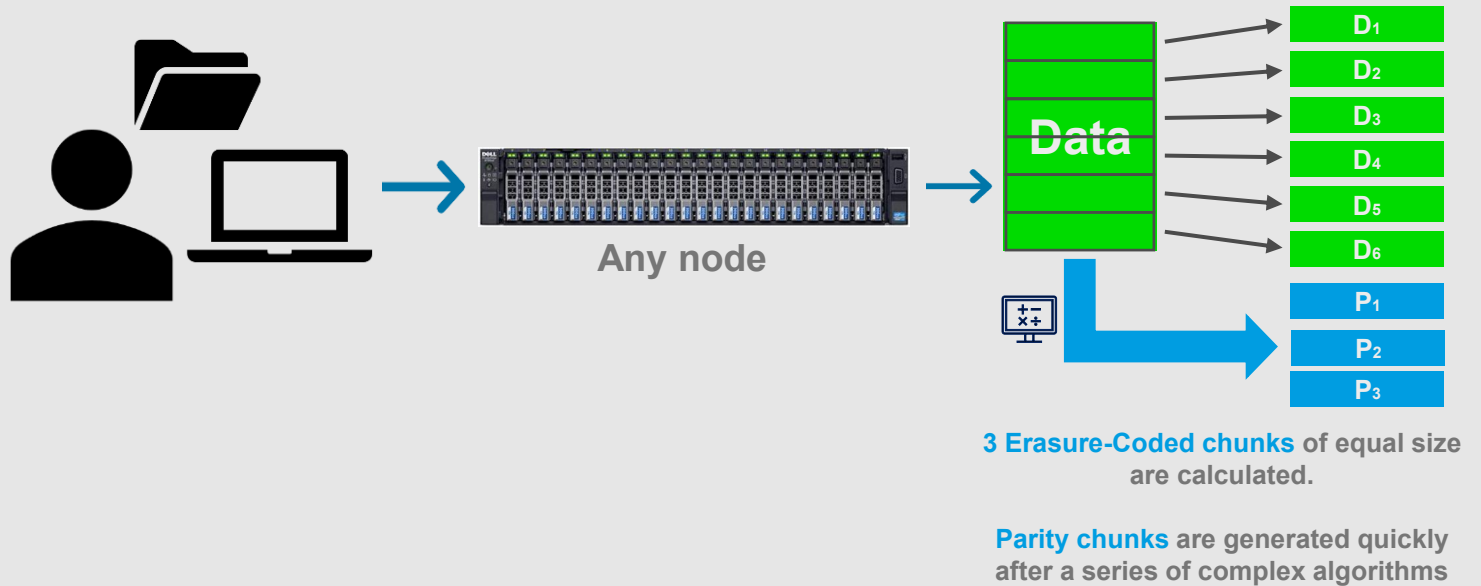 DELL
Any node
Data
D₁
D₂
D₃
D₄
D₅
D₆
P₁
P₂
P₃
3 Erasure-Coded chunks of equal size
are calculated.
Parity chunks are generated quickly
after a series of complex algorithms